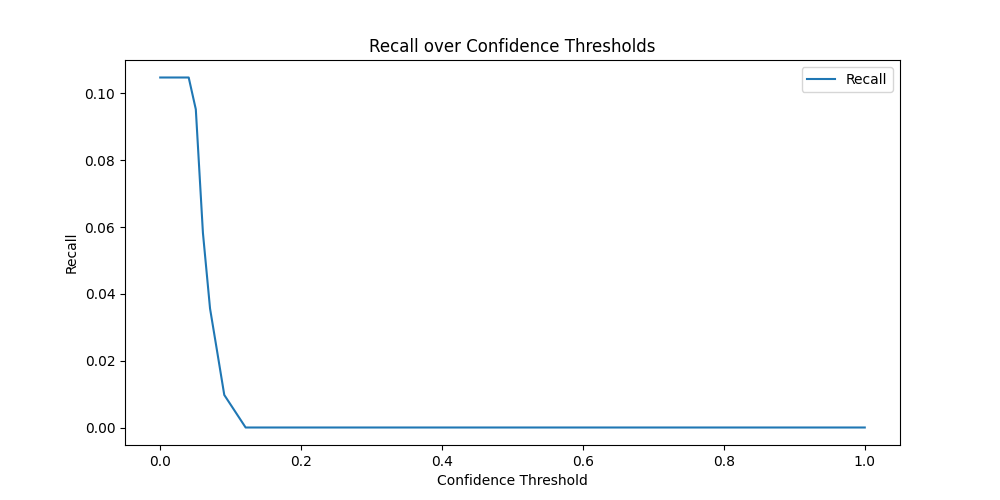 Recall over Confidence Thresholds
Recall
0.10
0.08
0.06
0.04
0.02
0.00
Recall
0.0 0.2 0.4 0.6 0.8 1.0
Confidence Threshold